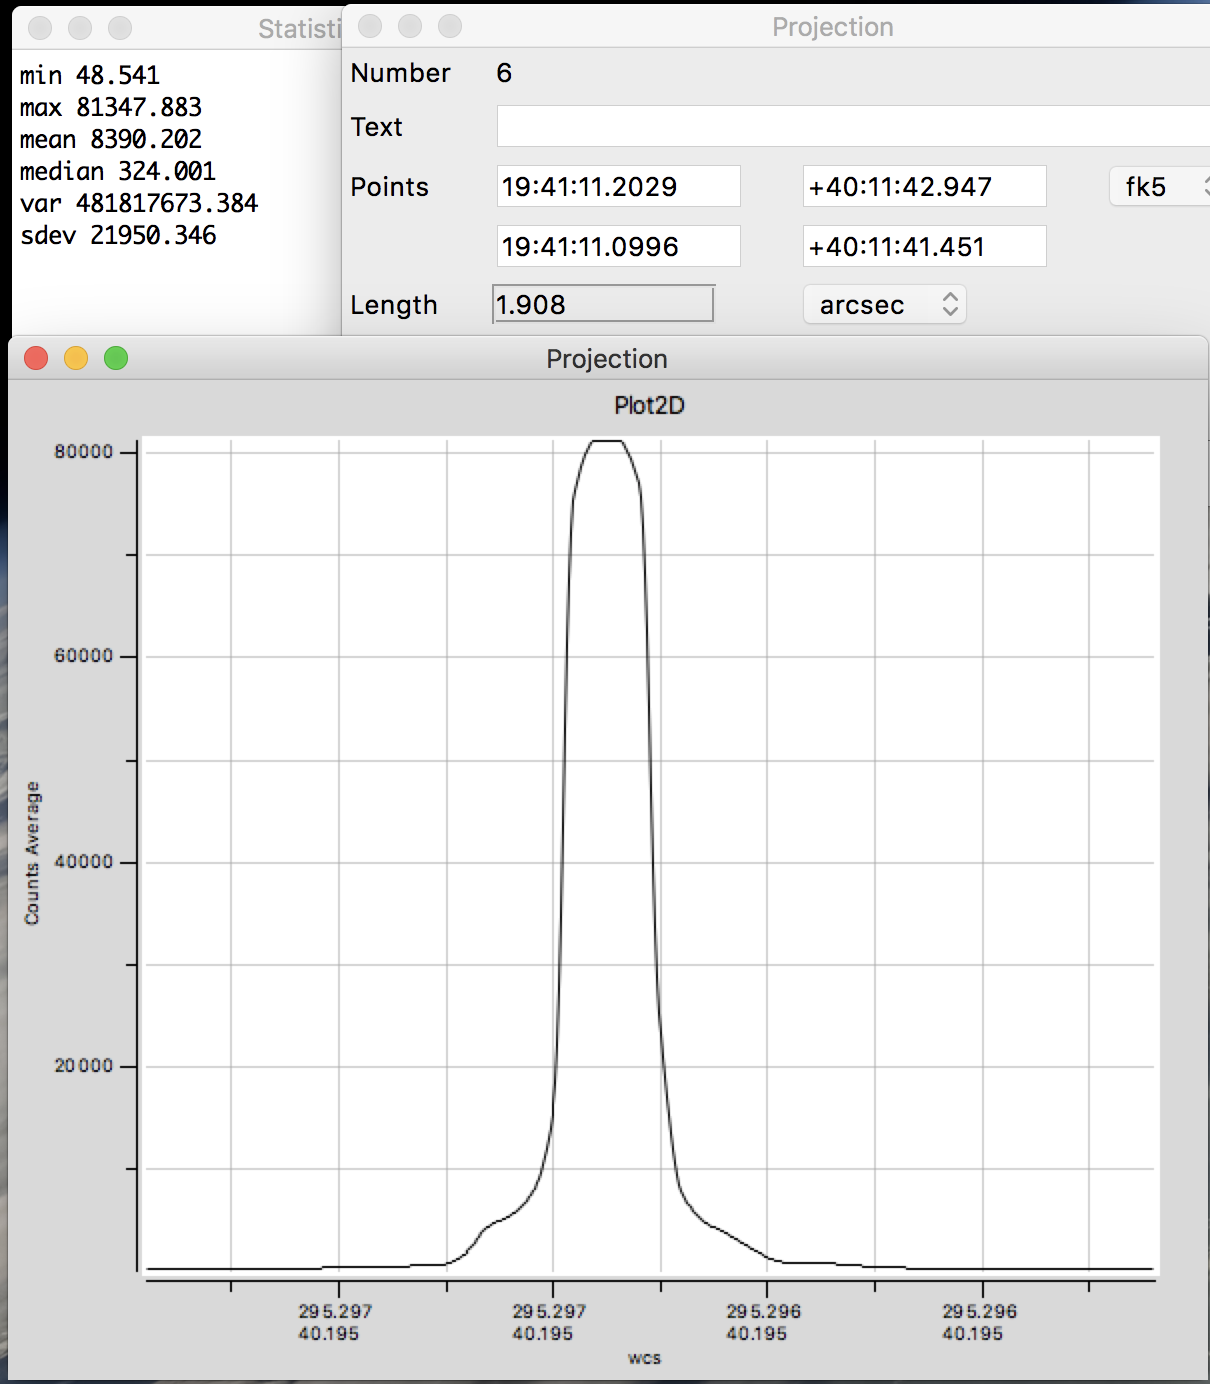 Statisti
min 48.541
max 81347.883
mean 8390.202
median 324.001
var 481817673.384
sdev 21950.346
Projection
Number 6
Text
Points 19:41:11.2029 +40:11:42.947 fk5
19:41:11.0996 +40:11:41.451
Length 1.908 arcsec
Projection
Plot2D
80000
60000
40000
20000
Counts Average
295.297 295.297 295.296 295.296
40.195 40.195 40.195 40.195
wcs